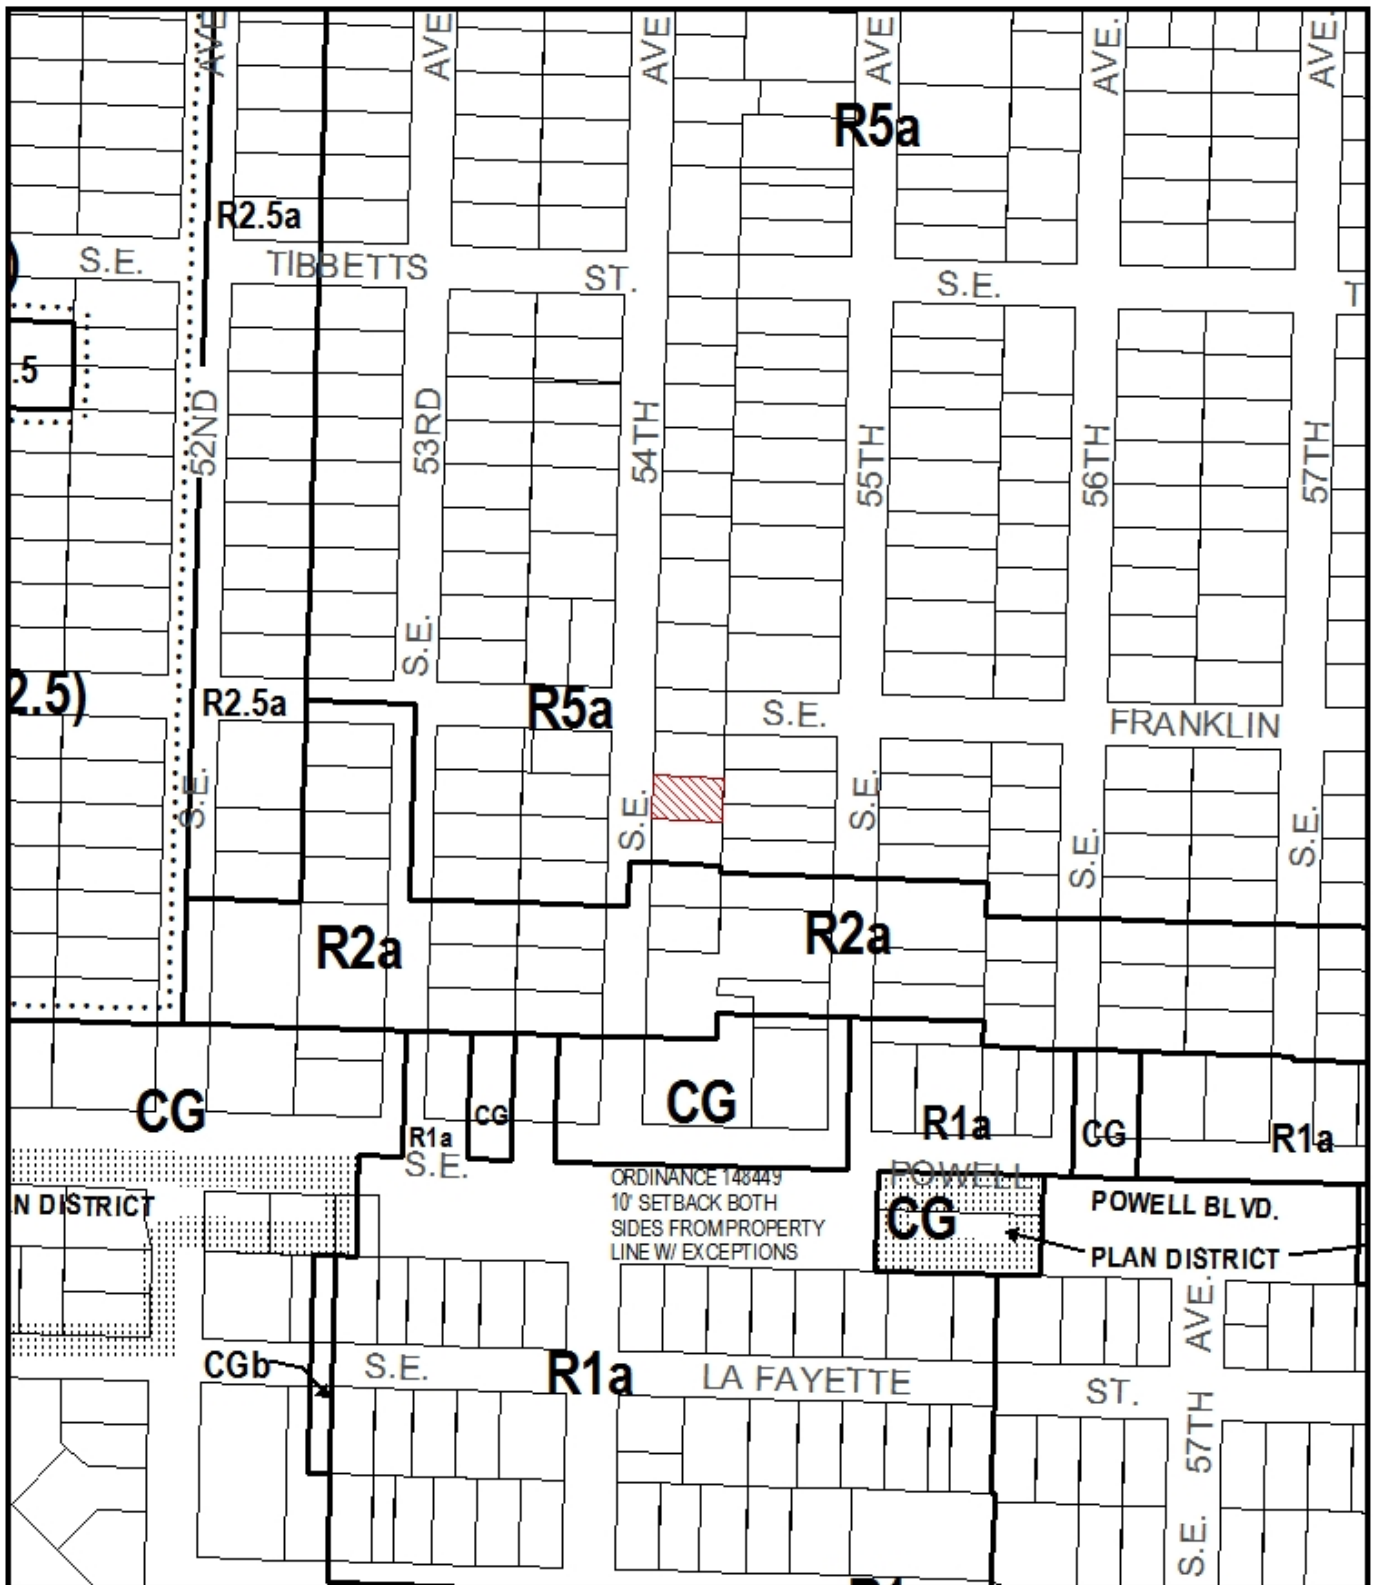 AVE
AVE
AVE
AVE
AVE.
AVE.
R5a
R2.5a
S.E.
TIBBETTS
ST.
S.E.
T
)
.5
52ND
53RD
54TH
55TH
56TH
57TH
S.E.
2.5)
R2.5a
R5a
S.E.
FRANKLIN
S.E.
S.E.
S.E.
S.E.
S.E.
R2a
R2a
CG
CG
CG
R1a
S.E.
R1a
CG
R1a
ORDINANCE 148449
10' SETBACK BOTH
SIDES FROM PROPERTY
LINE W/ EXCEPTIONS
POWELL
CG
POWELL BLVD.
PLAN DISTRICT
N DISTRICT
CGb
S.E.
R1a
LA FAYETTE
ST.
AVE.
57TH
S.E.